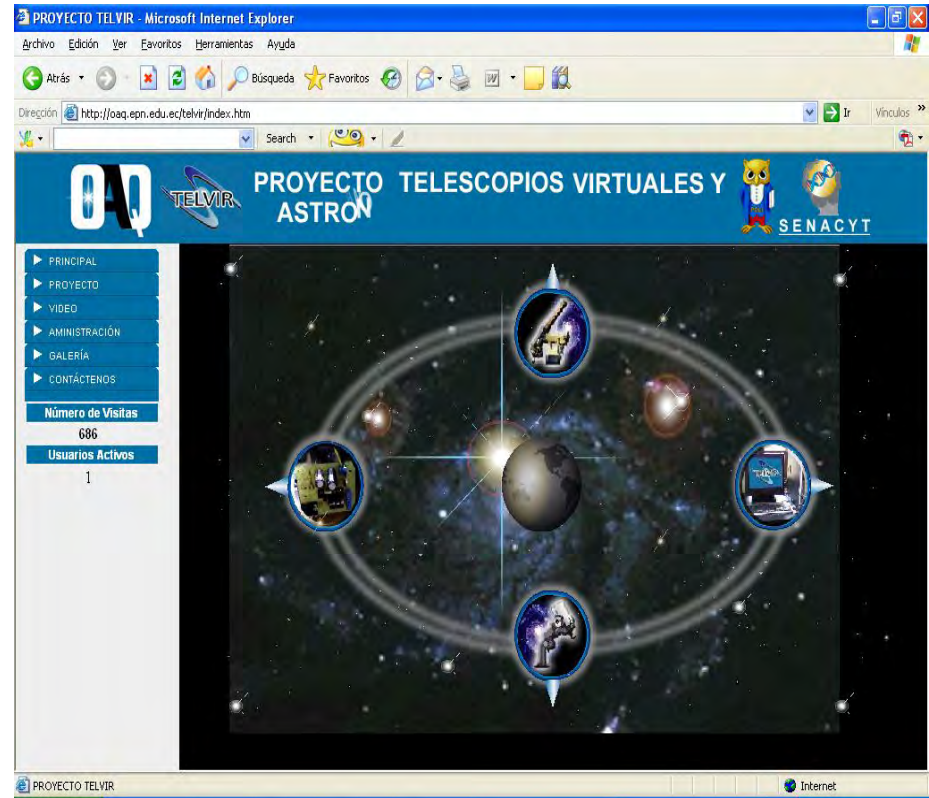 PROYECTO TELVIR - Microsoft Internet Explorer
Archivo Edición Ver Favoritos Herramientas Ayuda
Atrás Búsqueda Favoritos
Dirección http://oaq.epn.edu.ec/telvir/index.htm Ir Vínculos »
Search
OAQ TELVIR PROYECTO TELESCOPIOS VIRTUALES Y
ASTRON
SENACYT
PRINCIPAL
PROYECTO
VIDEO
AMINISTRACIÓN
GALERÍA
CONTÁCTENOS
Número de Visitas
686
Usuarios Activos
1
TELVIR
PROYECTO TELVIR Internet